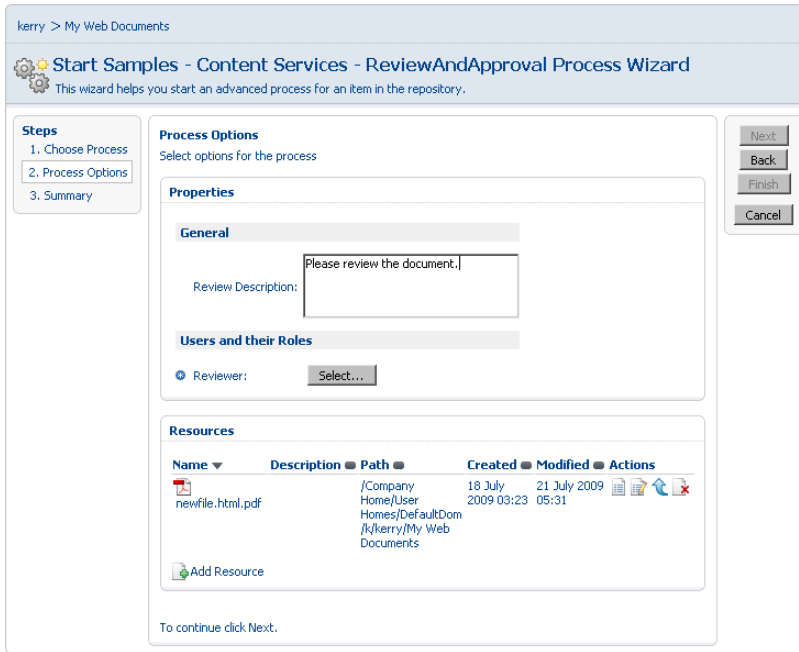 kerry > My Web Documents
Start Samples - Content Services - ReviewAndApproval Process Wizard
This wizard helps you start an advanced process for an item in the repository.
Steps
1. Choose Process
2. Process Options
3. Summary
Process Options
Select options for the process
Properties
General
Review Description:
Please review the document.
Users and their Roles
Reviewer:
Select...
Resources
Name Description Path Created Modified Actions
newfile.html.pdf
/Company
Home/User
Homes/DefaultDom
/k/kerry/My Web
Documents
18 July
2009 03:23
21 July 2009
05:31
Add Resource
To continue click Next.
Next
Back
Finish
Cancel